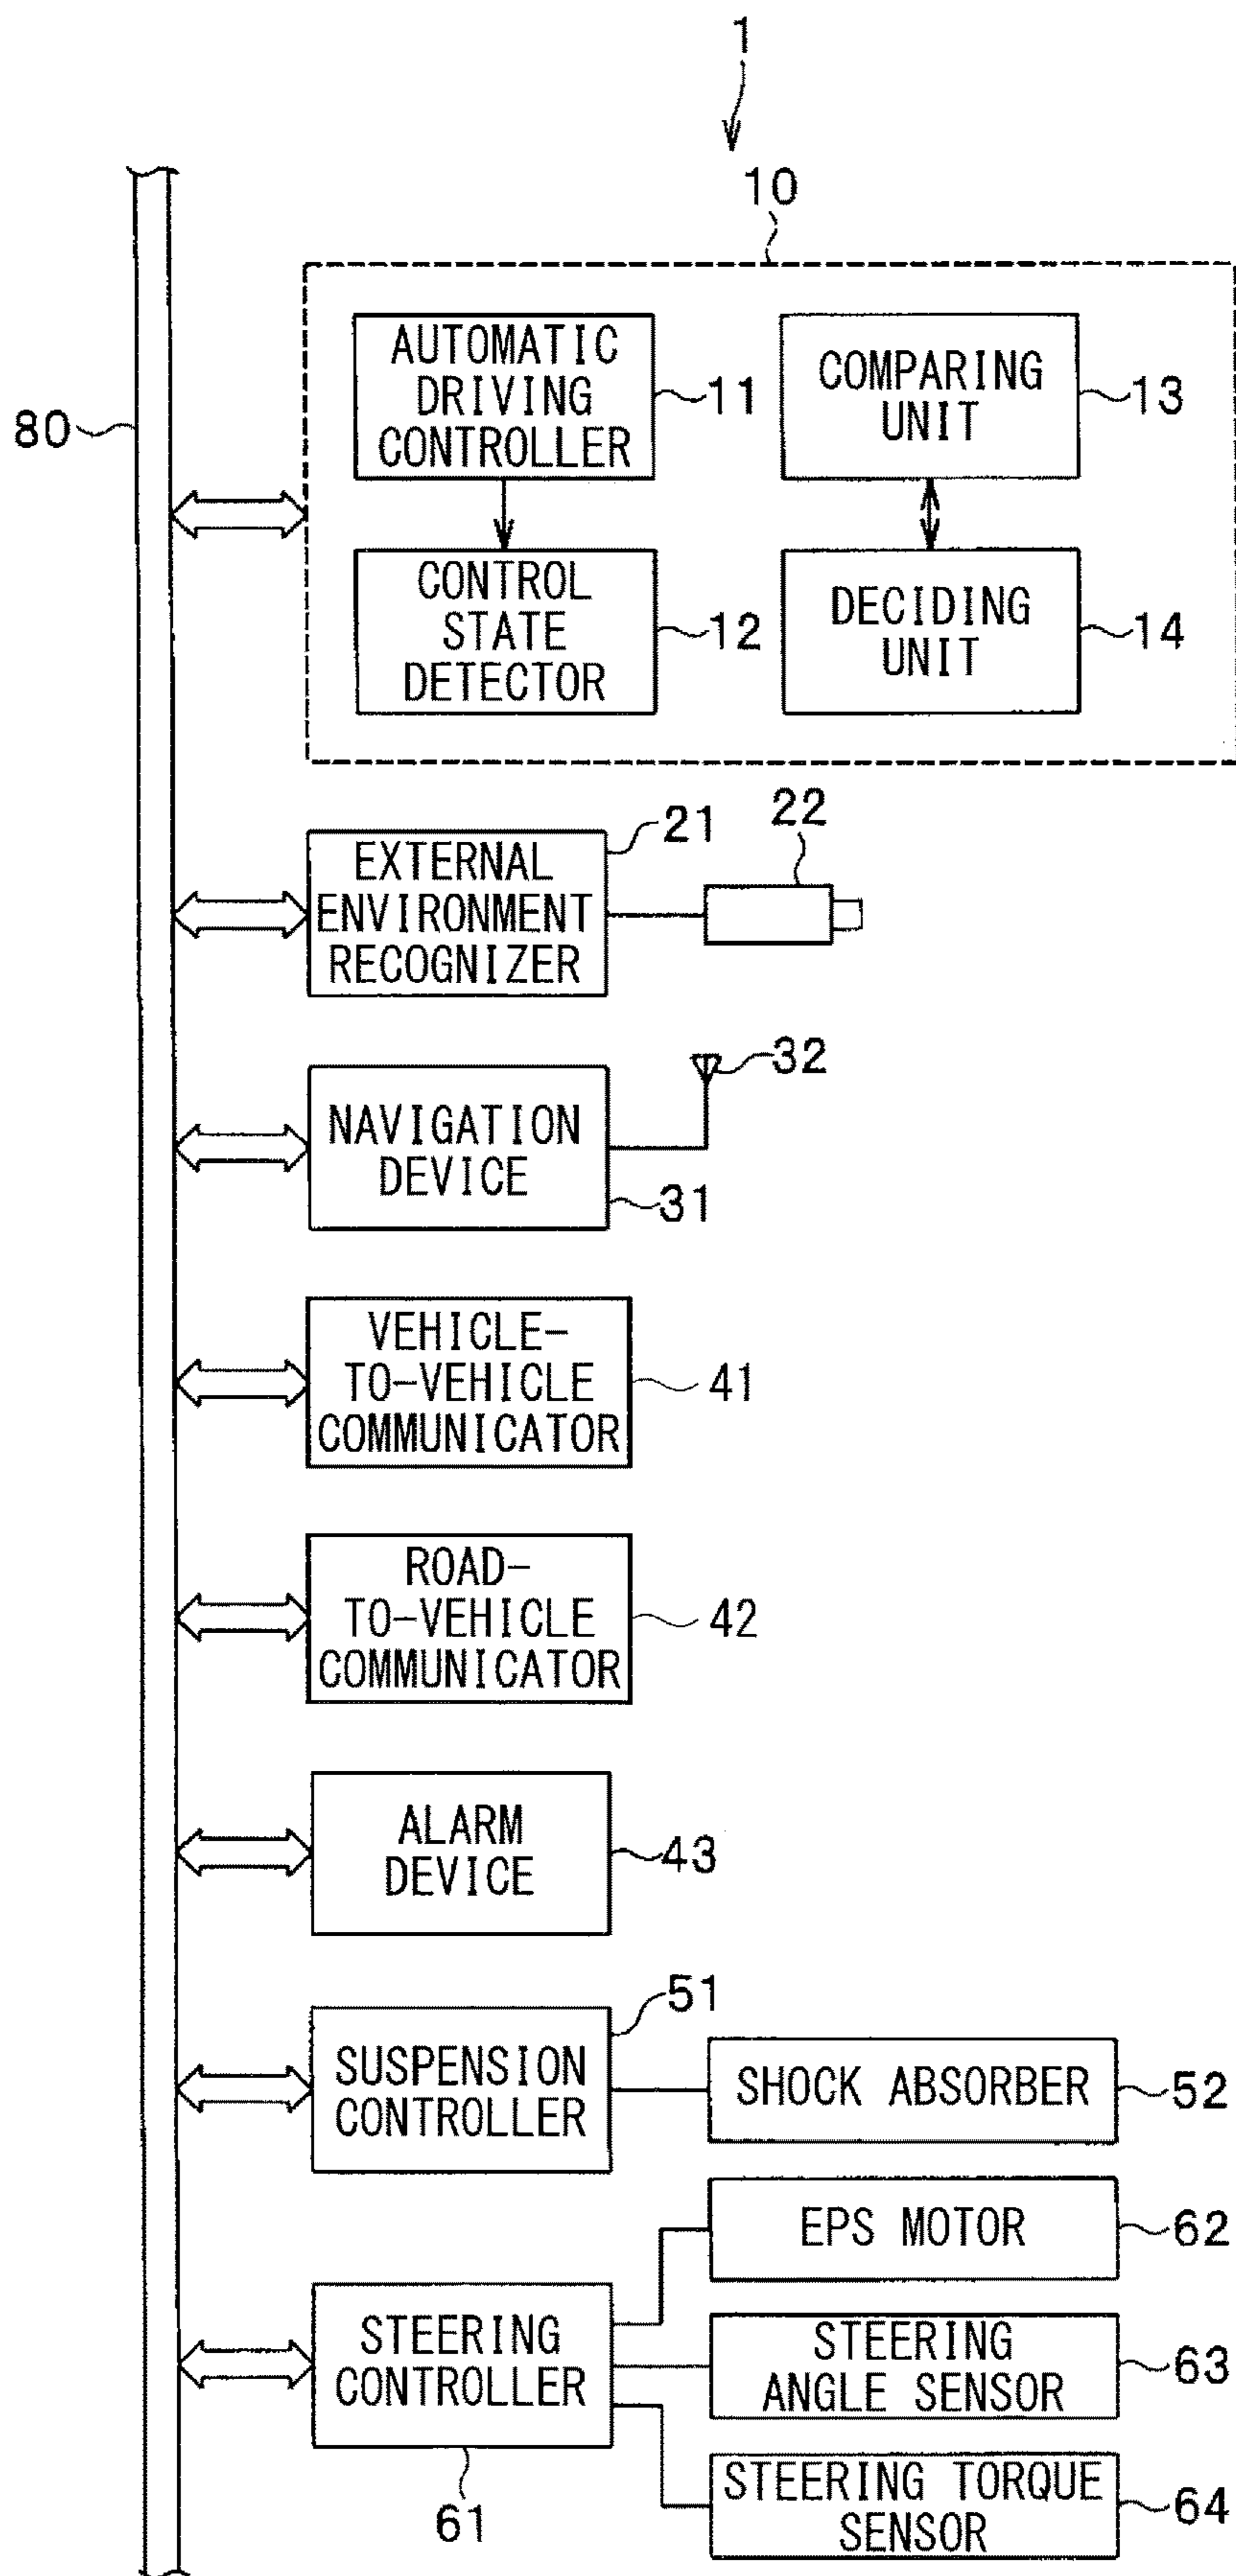 1
10
AUTOMATIC
DRIVING
CONTROLLER
11
COMPARING
UNIT
13
80
CONTROL
STATE
DETECTOR
12
DECIDING
UNIT
14
21
22
EXTERNAL
ENVIRONMENT
RECOGNIZER
32
NAVIGATION
DEVICE
31
VEHICLE-
TO-VEHICLE
COMMUNICATOR
41
ROAD-
TO-VEHICLE
COMMUNICATOR
42
ALARM
DEVICE
43
51
SUSPENSION
CONTROLLER
SHOCK ABSORBER
52
EPS MOTOR
62
STEERING
CONTROLLER
61
STEERING
ANGLE SENSOR
63
STEERING TORQUE
SENSOR
64